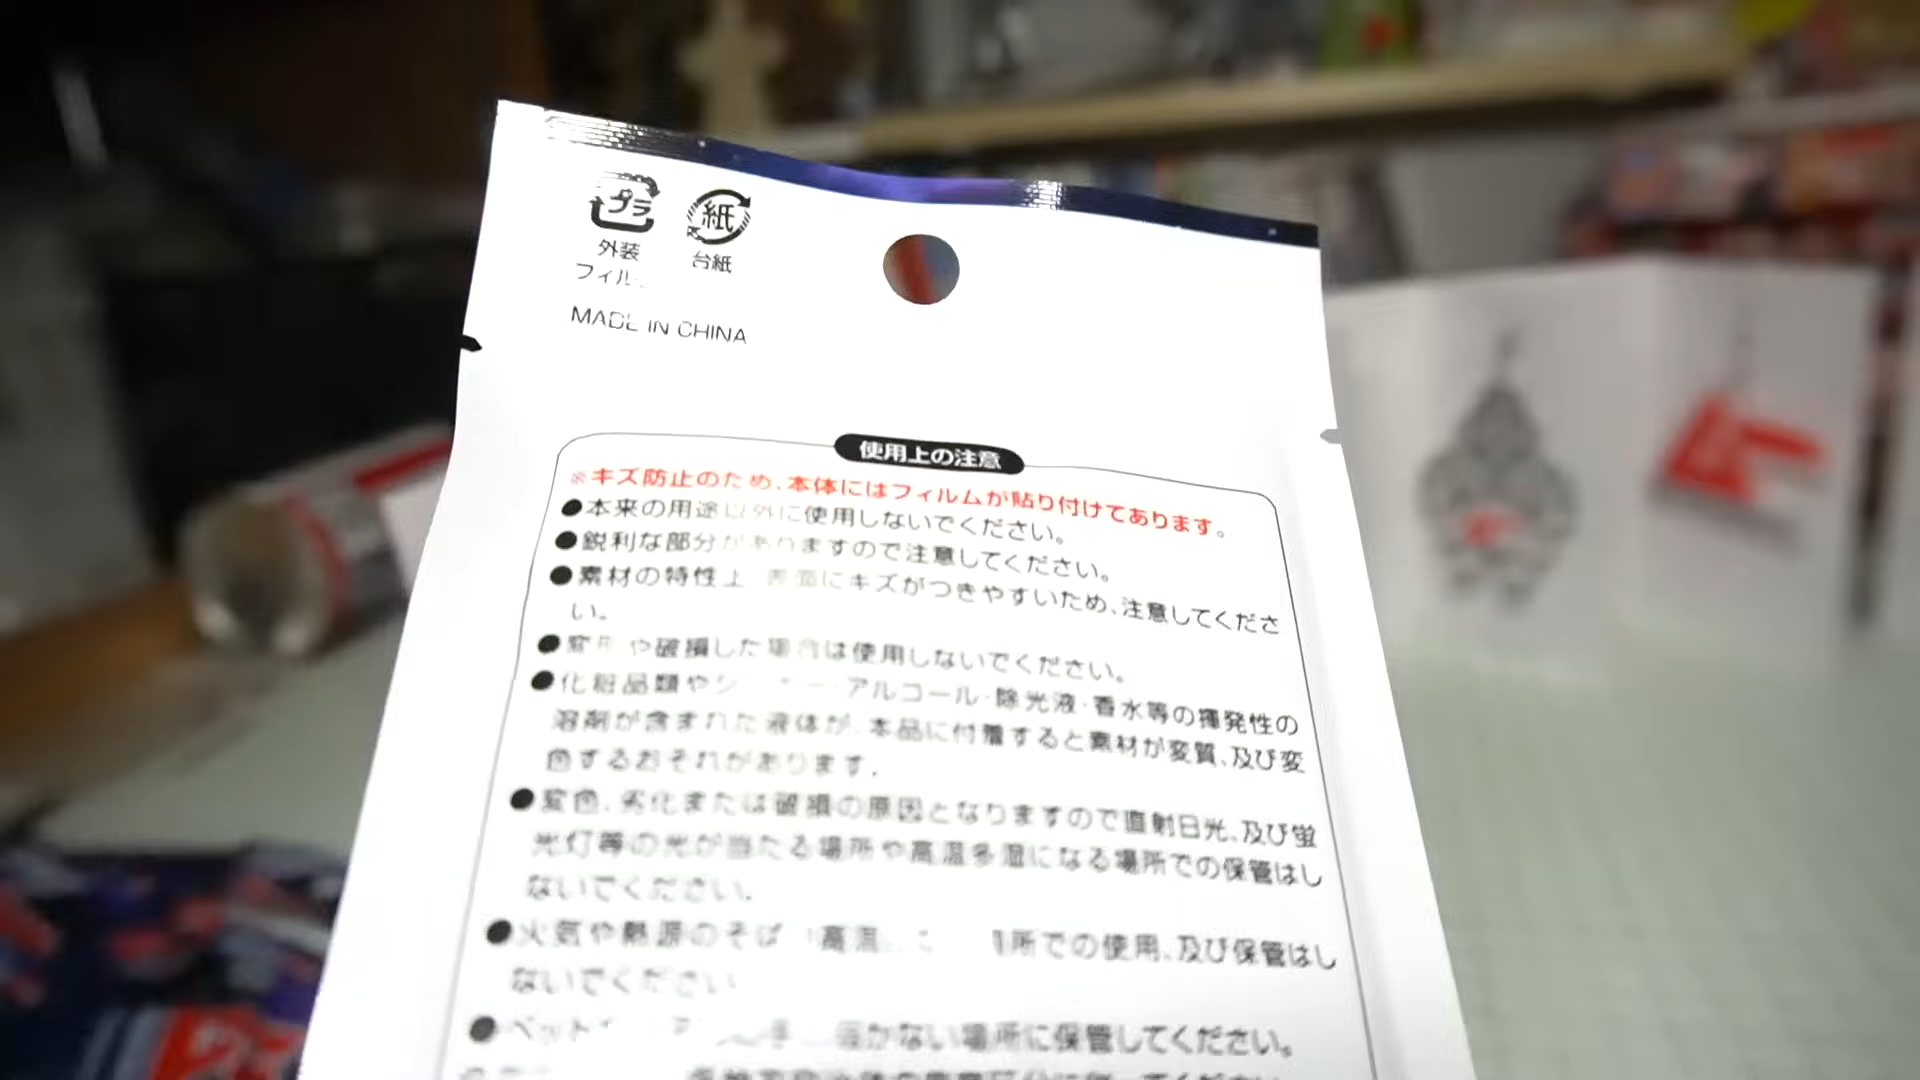 プラ
紙
外装
台紙
フィル
MADE IN CHINA
使用上の注意
※キズ防止のため、本体にはフィルムが貼り付けてあります。
●本来の用途以外に使用しないでください。
●鋭利な部分がありますので注意してください。
●素材の特性上 表面にキズがつきやすいため、注意してくださ
い。
●変形や破損した場合は使用しないでください。
●化粧品類や アルコール・除光液・香水等の揮発性の
溶剤が含まれた液体が、本品に付着すると素材が変質、及び変
色するおそれがあります。
●変色、劣化または破損の原因となりますので直射日光、及び蛍
光灯等の光が当たる場所や高温多湿になる場所での保管はし
ないでください。
●火気や熱源のそば 高温 所での使用、及び保管はし
ないでください
●ペット 届かない場所に保管してください。